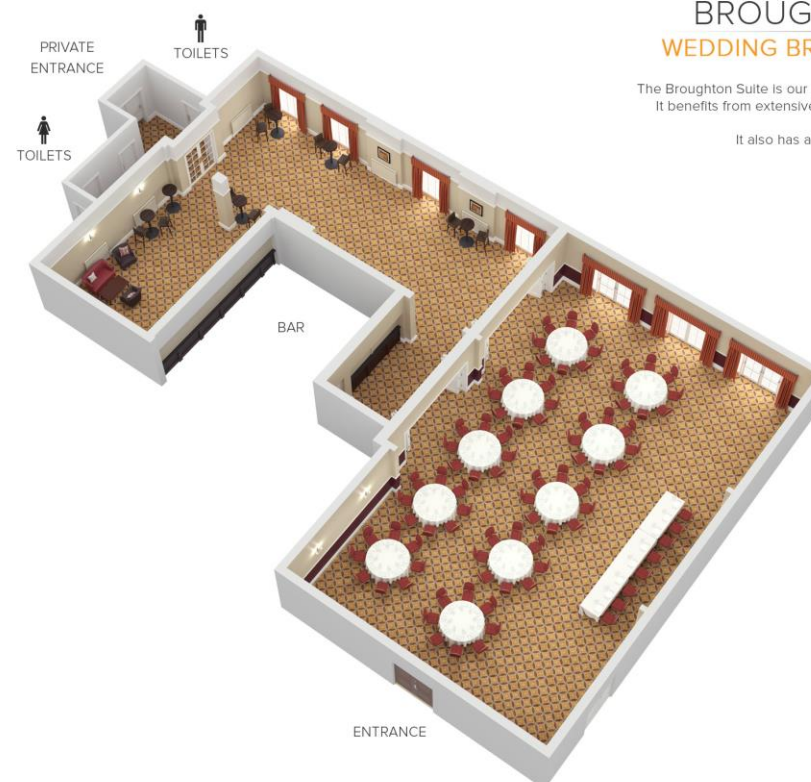 BROUG
WEDDING BR
The Broughton Suite is our
It benefits from extensive
It also has a
PRIVATE
ENTRANCE
TOILETS
TOILETS
BAR
ENTRANCE